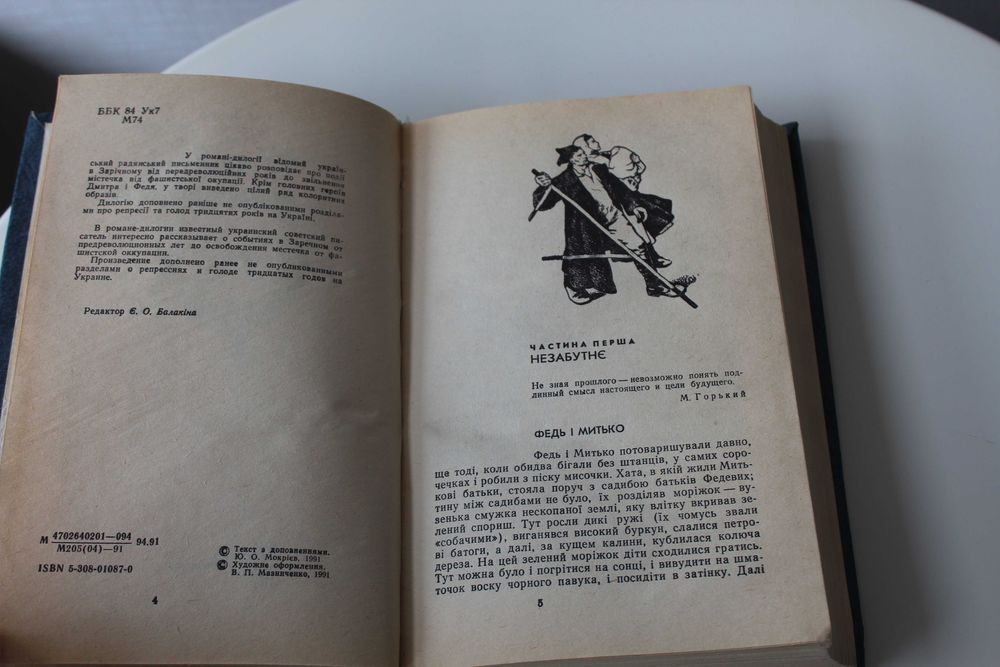 ББК 84 Ук7
М74
У романі-дилогії відомий україн-
ський радянський письменник цікаво розповідає про події
в Зарічному від передреволюційних років до звільнення
містечка від фашистської окупації. Крім головних героїв
Дмитра і Федя, у творі виведено цілий ряд колоритних
образів.
Дилогію доповнено раніше не опублікованими розділа-
ми про репресії та голод тридцятих років на Україні.
В романе-дилогии известный украинский советский пи-
сатель интересно рассказывает о событиях в Заречном от
предреволюционных лет до освобождения местечка от фа-
шистской оккупации.
Произведение дополнено ранее не опубликованными
разделами о репрессиях и голоде тридцатых годов на
Украине.
Редактор Є. О. Балакіна
М 4702640201—094 94.91
М205(04)—91
ISBN 5-308-01087-0
© Текст з доповненнями.
Ю. О. Мокрієв. 1991
© Художнє оформлення.
В. П. Мазниченко, 1991
4
ЧАСТИНА ПЕРША
НЕЗАБУТНЄ
Не зная прошлого — невозможно понять под-
линный смысл настоящего и цели будущего.
М. Горький
ФЕДЬ І МИТЬКО
Федь і Митько потоваришували давно,
ще тоді, коли обидва бігали без штанців, у самих соро-
чечках і робили з піску мисочки. Хата, в якій жили Мить-
кові батьки, стояла поруч з садибою батьків Федевих;
тину між садибами не було, їх розділяв моріжок — ву-
зенька смужка нескопаної землі, яку влітку вкривав зе-
лений спориш. Тут росли дикі ружі (їх чомусь звали
«собачими»), виганявся високий буркун, слалися петро-
ві батоги, а далі, за кущем калини, кублилася колюча
дереза. На цей зелений моріжок діти сходилися гратись.
Тут можна було і погрітися на сонці, і вивудити на шма-
точок воску чорного павука, і посидіти в затінку. Далі
5